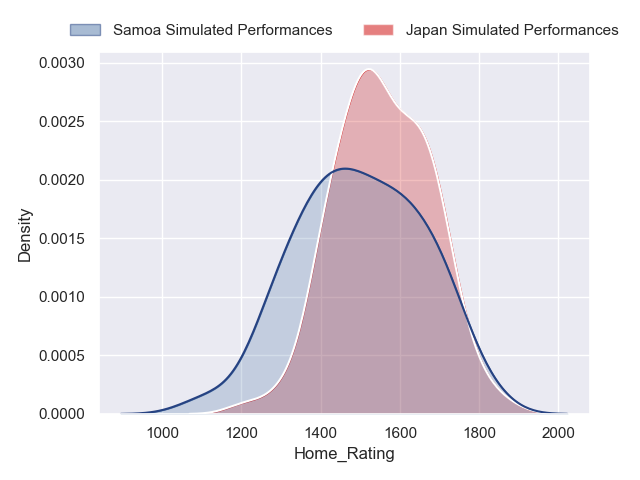 Samoa Simulated Performances
Japan Simulated Performances
0.0030
0.0025
0.0020
0.0015
0.0010
0.0005
0.0000
Density
1000 1200 1400 1600 1800 2000
Home_Rating